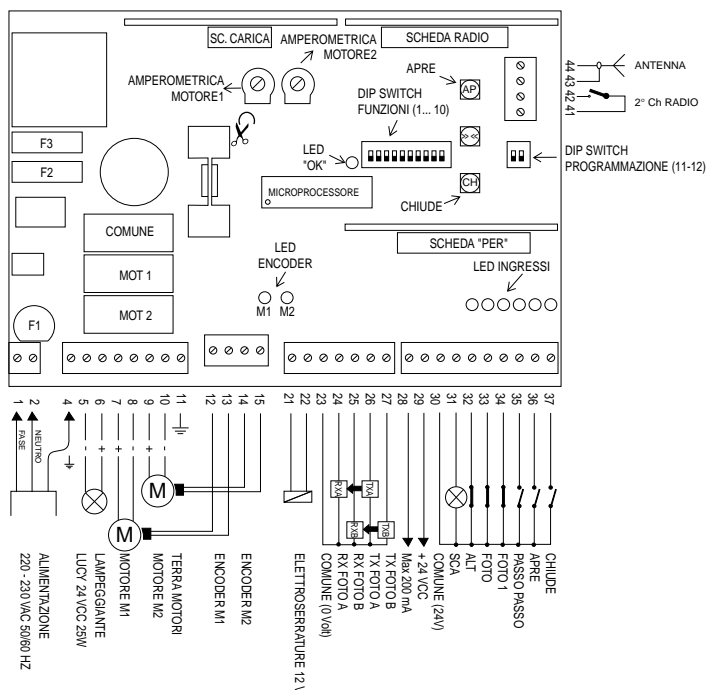 SC. CARICA
AMPEROMETRICA
MOTORE2
SCHEDA RADIO
AMPEROMETRICA
MOTORE1
APRE
AP
DIP SWITCH
FUNZIONI (1... 10)
44
43
42
41
ANTENNA
2° Ch RADIO
F3
F2
LED
"OK"
>> <<
DIP SWITCH
PROGRAMMAZIONE (11-12)
MICROPROCESSORE
CH
CHIUDE
COMUNE
MOT 1
MOT 2
F1
LED
ENCODER
M1 M2
SCHEDA "PER"
LED INGRESSI
1 2 4 5 6 7 8 9 10 11 12 13 14 15 21 22 23 24 25 26 27 28 29 30 31 32 33 34 35 36 37
FASE
NEUTRO
- + + - + -
M
M
RXA
TXA
RXB
TXB
ALIMENTAZIONE
220 - 230 VAC 50/60 HZ
LAMPEGGIANTE
LUCY 24 VCC 25W
MOTORE M1
MOTORE M2
TERRA MOTORI
ENCODER M1
ENCODER M2
ELETTROSERRATURE 12 V
COMUNE (0 Volt)
RX FOTO A
RX FOTO B
TX FOTO A
TX FOTO B
Max 200 mA
+ 24 VCC
COMUNE (24V)
SCA
ALT
FOTO
FOTO 1
PASSO PASSO
APRE
CHIUDE